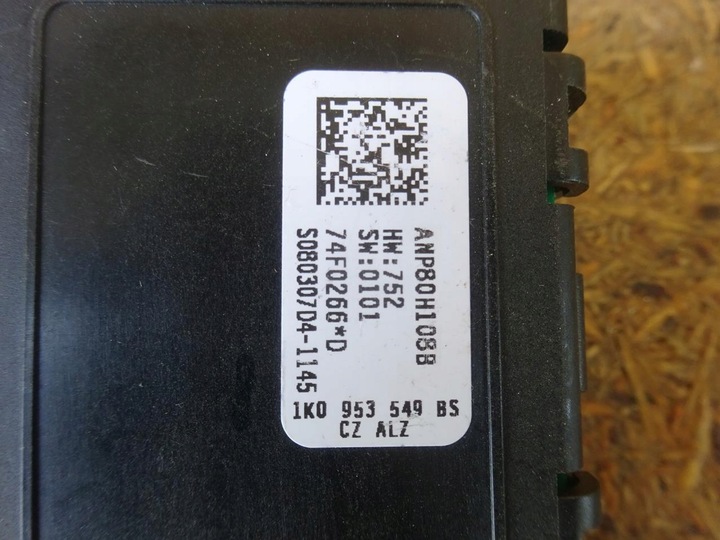 ANP80H108B
HW:752
SW:0101
74F0266*D
S080307D4-1145
1K0 953 549 BS
CZ ALZ